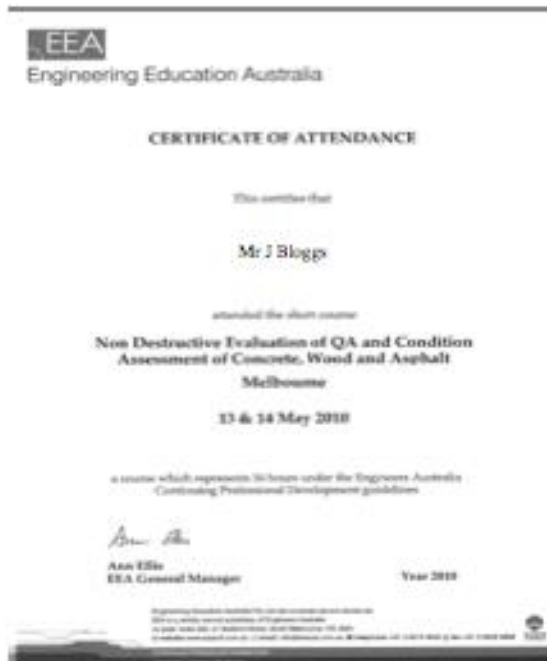 EEA
Engineering Education Australia
CERTIFICATE OF ATTENDANCE
This certifies that
Mr J Bloggs
attended the short course
Non Destructive Evaluation of QA and Condition
Assessment of Concrete, Wood and Asphalt
Melbourne
13 & 14 May 2010
a course which represents 16 hours under the Engineers Australia
Continuing Professional Development guidelines
Ann Ellis
EEA General Manager
Year 2010